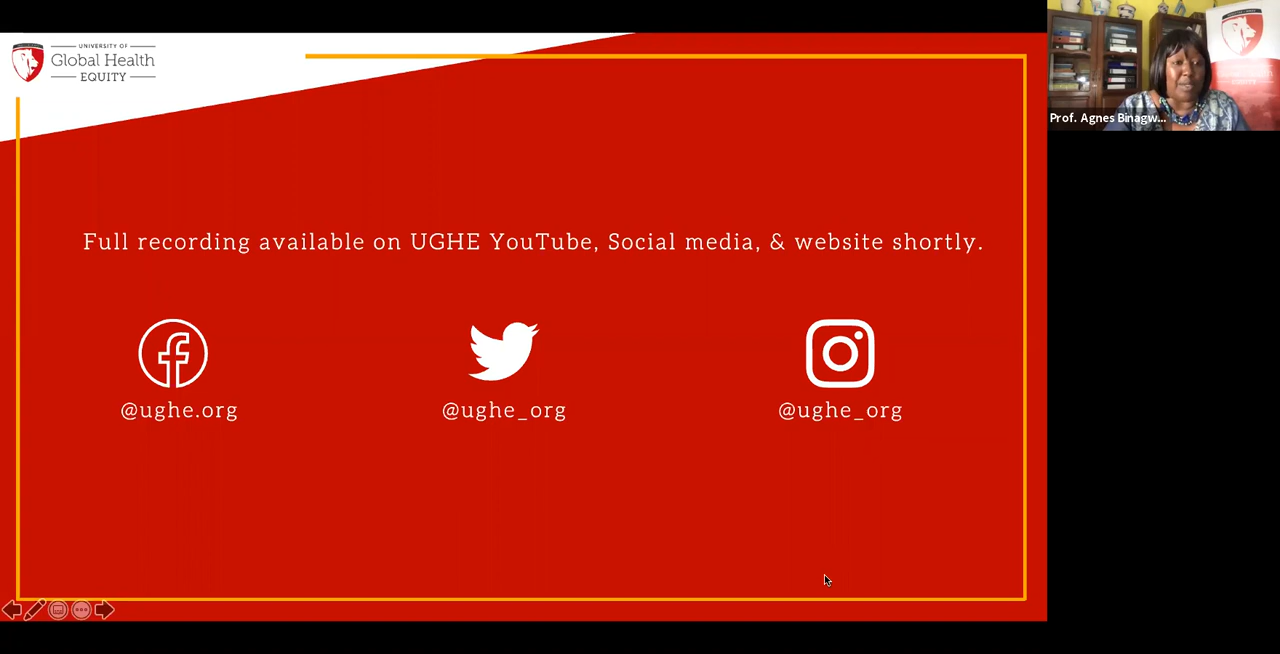 UNIVERSITY OF
Global Health
EQUITY
Full recording available on UGHE YouTube, Social media, & website shortly.
@ughe.org
@ughe_org
@ughe_org
Prof. Agnes Binagw...